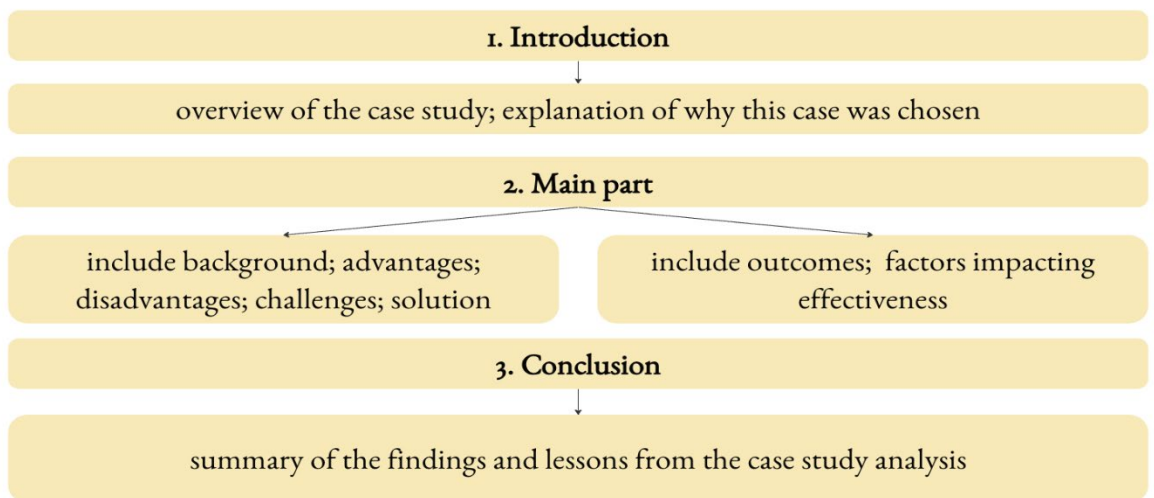 1. Introduction
overview of the case study; explanation of why this case was chosen
2. Main part
include background; advantages;
disadvantages; challenges; solution
include outcomes; factors impacting
effectiveness
3. Conclusion
summary of the findings and lessons from the case study analysis